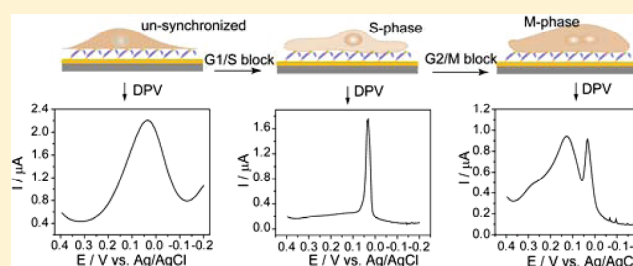 un-synchronized
S-phase
M-phase
G1/S block
G2/M block
DPV
DPV
DPV
I / μA
2.4
2.0
1.6
1.2
0.8
0.4
0.4 0.3 0.2 0.1 0.0 -0.1 -0.2
E / V vs. Ag/AgCl
I / μA
1.8
1.2
0.6
0.0
0.4 0.3 0.2 0.1 0.0 -0.1 -0.2
E / V vs. Ag/AgCl
I / μA
1.2
1.0
0.8
0.6
0.4
0.2
0.0
0.4 0.3 0.2 0.1 0.0 -0.1 -0.2
E / V vs. Ag/AgCl